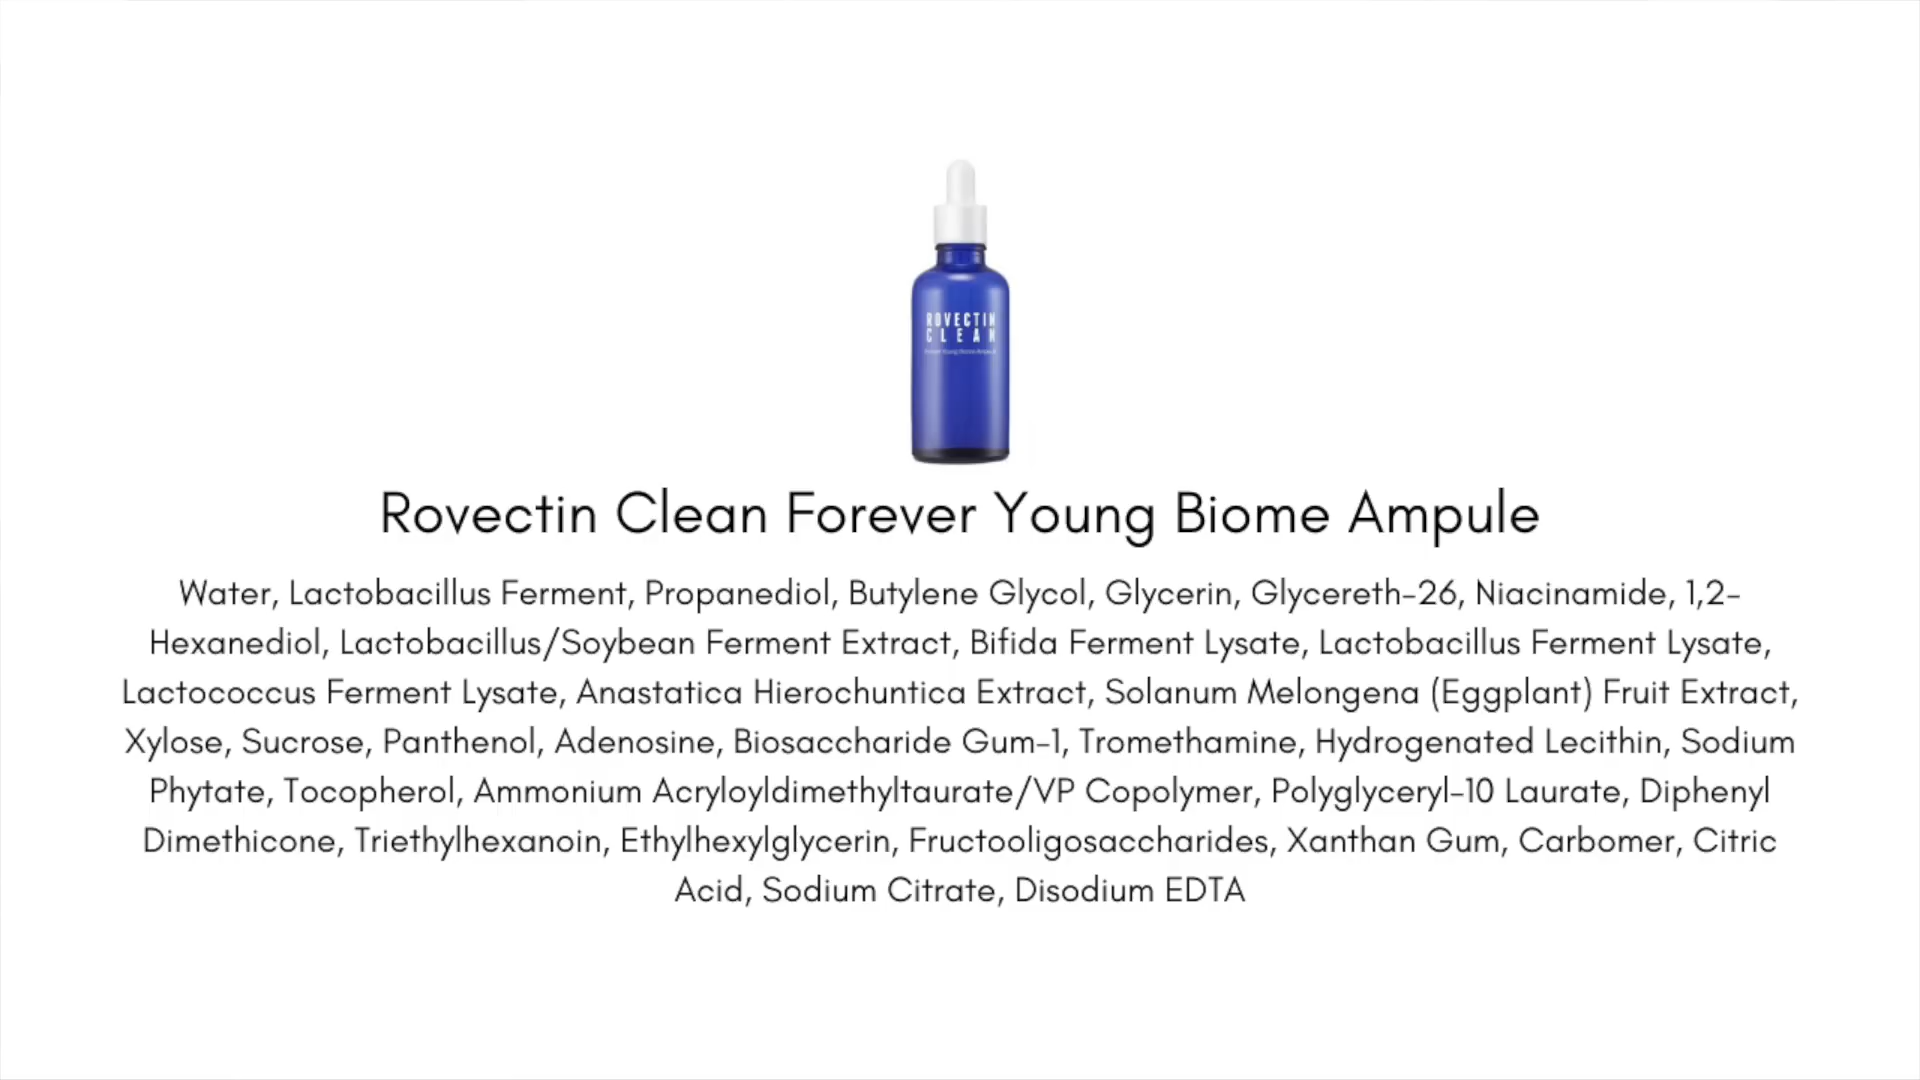 ROVECTIN
CLEAN
Forever Young Biome Ampule
Rovectin Clean Forever Young Biome Ampule
Water, Lactobacillus Ferment, Propanediol, Butylene Glycol, Glycerin, Glycereth-26, Niacinamide, 1,2-
Hexanediol, Lactobacillus/Soybean Ferment Extract, Bifida Ferment Lysate, Lactobacillus Ferment Lysate,
Lactococcus Ferment Lysate, Anastatica Hierochuntica Extract, Solanum Melongena (Eggplant) Fruit Extract,
Xylose, Sucrose, Panthenol, Adenosine, Biosaccharide Gum-1, Tromethamine, Hydrogenated Lecithin, Sodium
Phytate, Tocopherol, Ammonium Acryloyldimethyltaurate/VP Copolymer, Polyglyceryl-10 Laurate, Diphenyl
Dimethicone, Triethylhexanoin, Ethylhexylglycerin, Fructooligosaccharides, Xanthan Gum, Carbomer, Citric
Acid, Sodium Citrate, Disodium EDTA